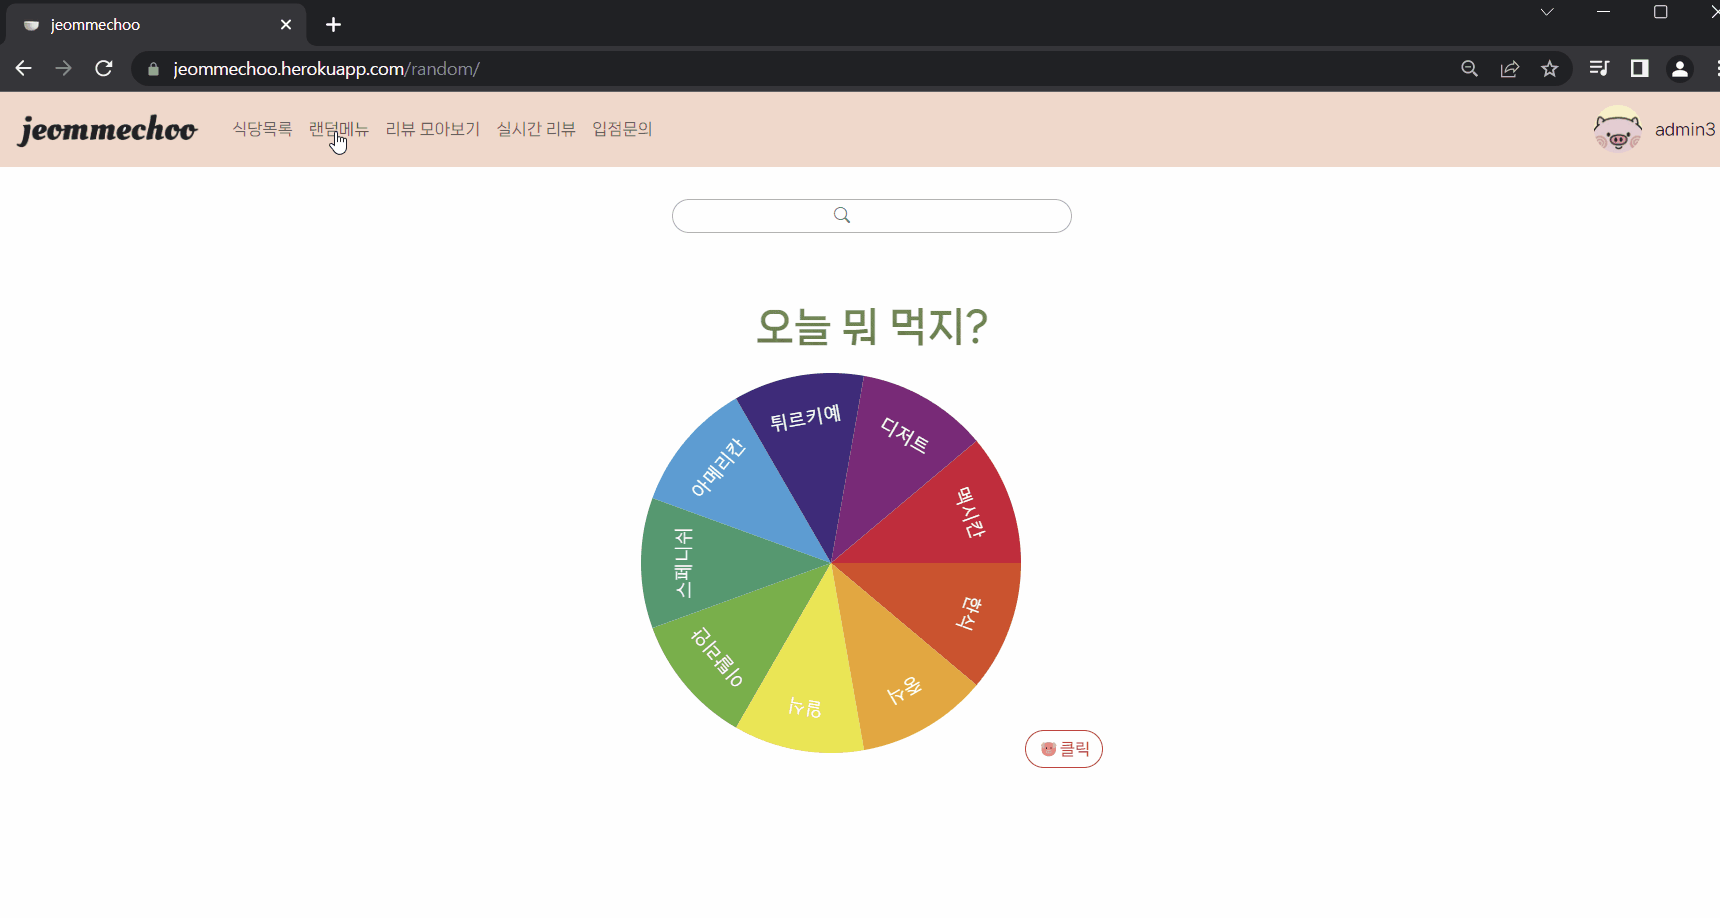 jeommechoo
jeommechoo.herokuapp.com/random/
jeommechoo 식당목록 랜덤메뉴 리뷰 모아보기 실시간 리뷰 입점문의 admin3
오늘 뭐 먹지?
튀르키예
디저트
멕시칸
한식
중식
일식
이탈리안
스페니쉬
아메리칸
클릭